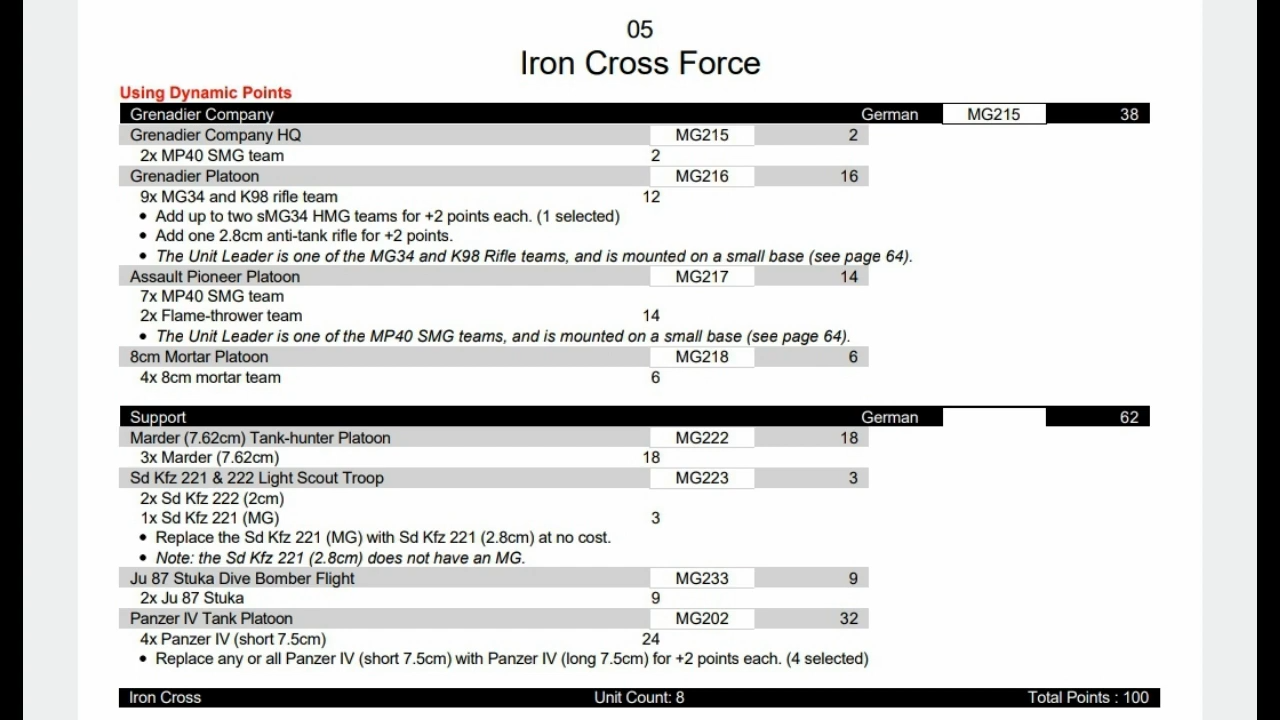 05
Iron Cross Force
Using Dynamic Points
Grenadier Company German MG215 38
Grenadier Company HQ MG215 2
2x MP40 SMG team 2
Grenadier Platoon MG216 16
9x MG34 and K98 rifle team 12
• Add up to two sMG34 HMG teams for +2 points each. (1 selected)
• Add one 2.8cm anti-tank rifle for +2 points.
• The Unit Leader is one of the MG34 and K98 Rifle teams, and is mounted on a small base (see page 64).
Assault Pioneer Platoon MG217 14
7x MP40 SMG team
2x Flame-thrower team 14
• The Unit Leader is one of the MP40 SMG teams, and is mounted on a small base (see page 64).
8cm Mortar Platoon MG218 6
4x 8cm mortar team 6
Support German 62
Marder (7.62cm) Tank-hunter Platoon MG222 18
3x Marder (7.62cm) 18
Sd Kfz 221 & 222 Light Scout Troop MG223 3
2x Sd Kfz 222 (2cm)
1x Sd Kfz 221 (MG) 3
• Replace the Sd Kfz 221 (MG) with Sd Kfz 221 (2.8cm) at no cost.
• Note: the Sd Kfz 221 (2.8cm) does not have an MG.
Ju 87 Stuka Dive Bomber Flight MG233 9
2x Ju 87 Stuka 9
Panzer IV Tank Platoon MG202 32
4x Panzer IV (short 7.5cm) 24
• Replace any or all Panzer IV (short 7.5cm) with Panzer IV (long 7.5cm) for +2 points each. (4 selected)
Iron Cross Unit Count: 8 Total Points : 100